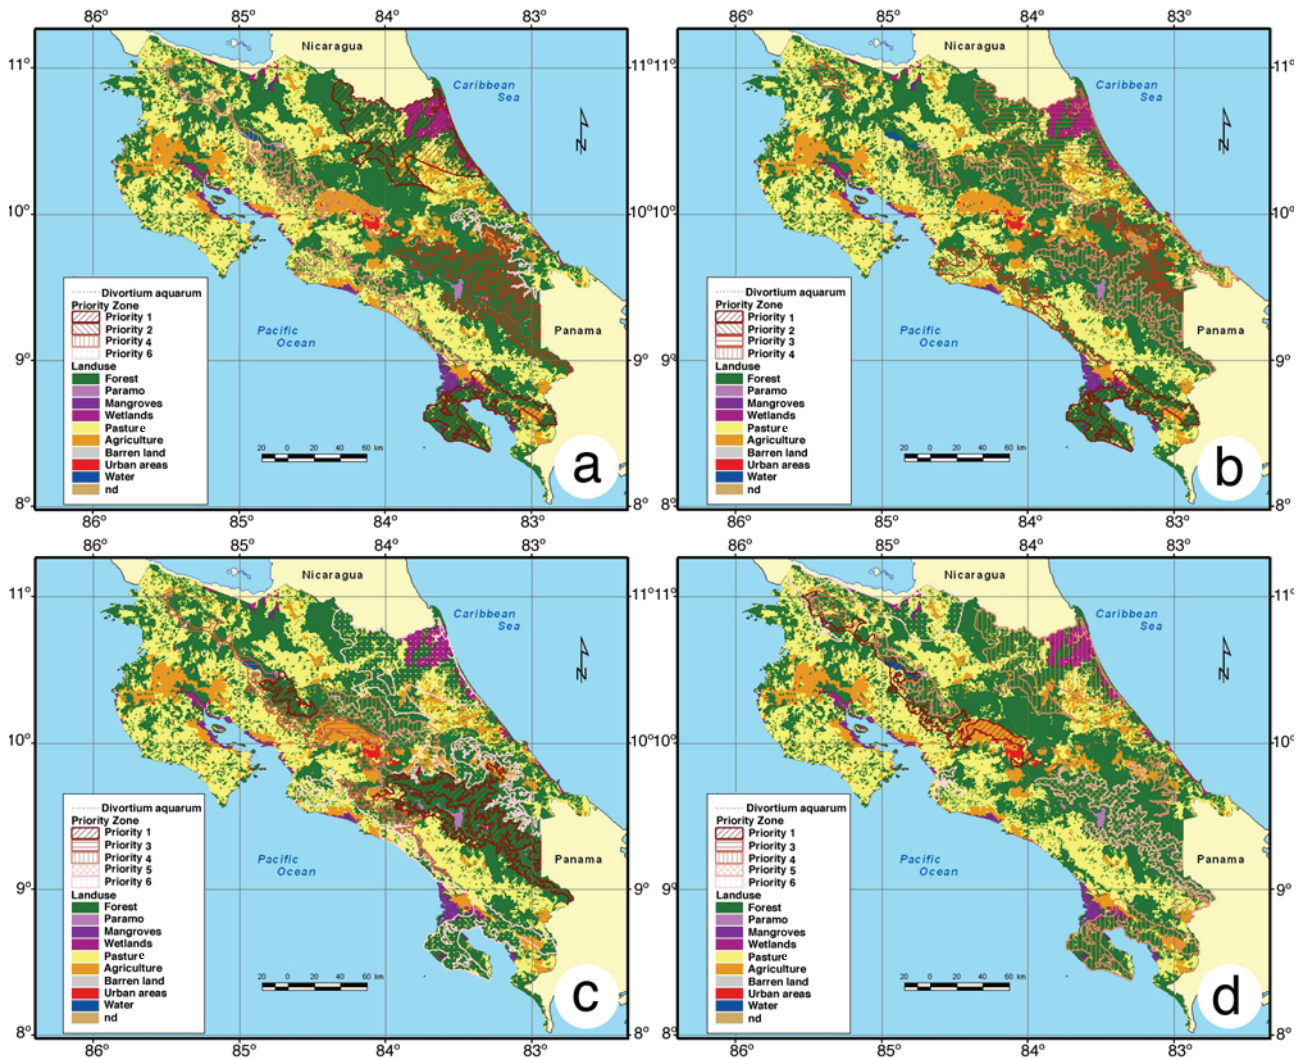 86° 85° 84° 83° 86° 85° 84° 83°
Nicaragua Nicaragua
11° 11° 11° 11°
Caribbean Sea Caribbean Sea
N N
10° 10° 10° 10°
Divortium aquarum
Priority Zone
Priority 1
Priority 2
Priority 4
Priority 6
Landuse
Forest
Paramo
Mangroves
Wetlands
Pasture
Agriculture
Barren land
Urban areas
Water
nd
Pacific Ocean
Panama
20 0 20 40 60 km
a
Divortium aquarum
Priority Zone
Priority 1
Priority 2
Priority 3
Priority 4
Landuse
Forest
Paramo
Mangroves
Wetlands
Pasture
Agriculture
Barren land
Urban areas
Water
nd
Pacific Ocean
Panama
20 0 20 40 60 km
b
9° 9° 9° 9°
8° 8° 8° 8°
86° 85° 84° 83° 86° 85° 84° 83°
86° 85° 84° 83° 86° 85° 84° 83°
Nicaragua Nicaragua
11° 11° 11° 11°
Caribbean Sea Caribbean Sea
N N
10° 10° 10° 10°
Divortium aquarum
Priority Zone
Priority 1
Priority 3
Priority 4
Priority 5
Priority 6
Landuse
Forest
Paramo
Mangroves
Wetlands
Pasture
Agriculture
Barren land
Urban areas
Water
nd
Pacific Ocean
Panama
20 0 20 40 60 km
c
Divortium aquarum
Priority Zone
Priority 1
Priority 3
Priority 4
Priority 5
Priority 6
Landuse
Forest
Paramo
Mangroves
Wetlands
Pasture
Agriculture
Barren land
Urban areas
Water
nd
Pacific Ocean
Panama
20 0 20 40 60 km
d
9° 9° 9° 9°
8° 8° 8° 8°
86° 85° 84° 83° 86° 85° 84° 83°